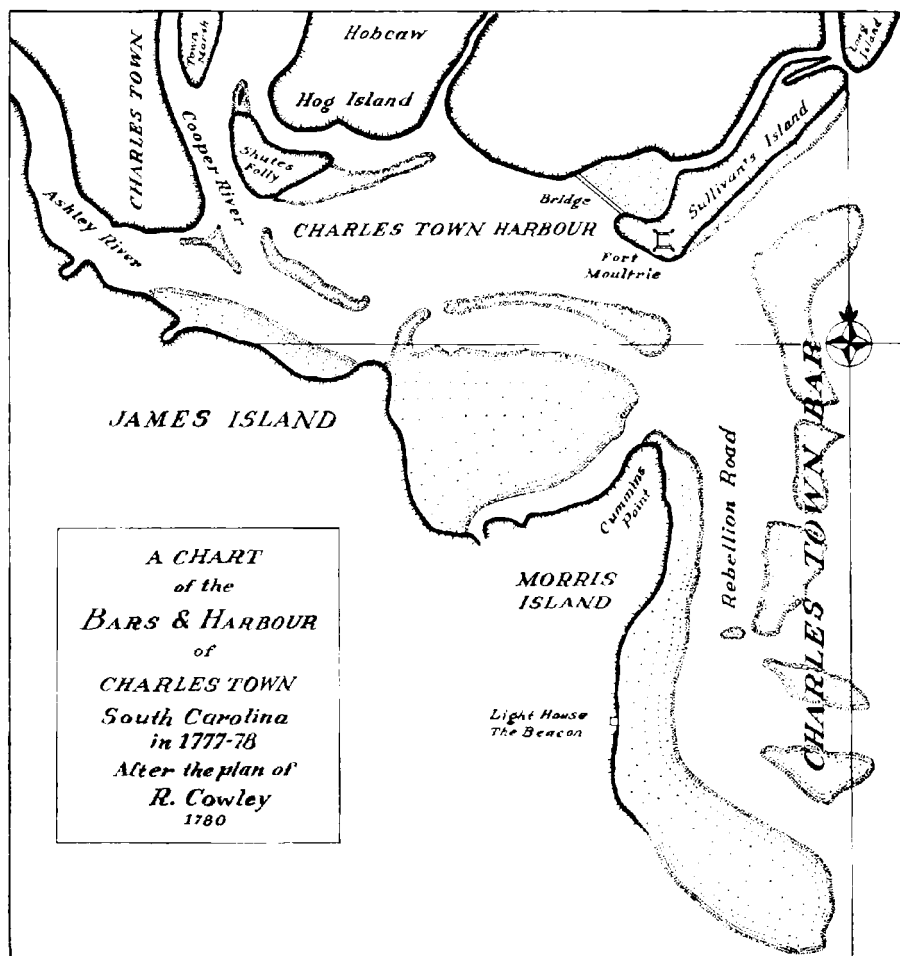 Town Marsh
Hobcaw
Long Island
Hog Island
CHARLES TOWN
Cooper River
Shutes
Folly
Sullivan's Island
Bridge
Ashley River
CHARLES TOWN HARBOUR
Fort
Moultrie
JAMES ISLAND
CHARLES TOWN BAR
Rebellion Road
Cummins
Point
MORRIS
ISLAND
Light House
The Beacon
A CHART
of the
BARS & HARBOUR
of
CHARLES TOWN
South Carolina
in 1777-78
After the plan of
R. Cowley
1780